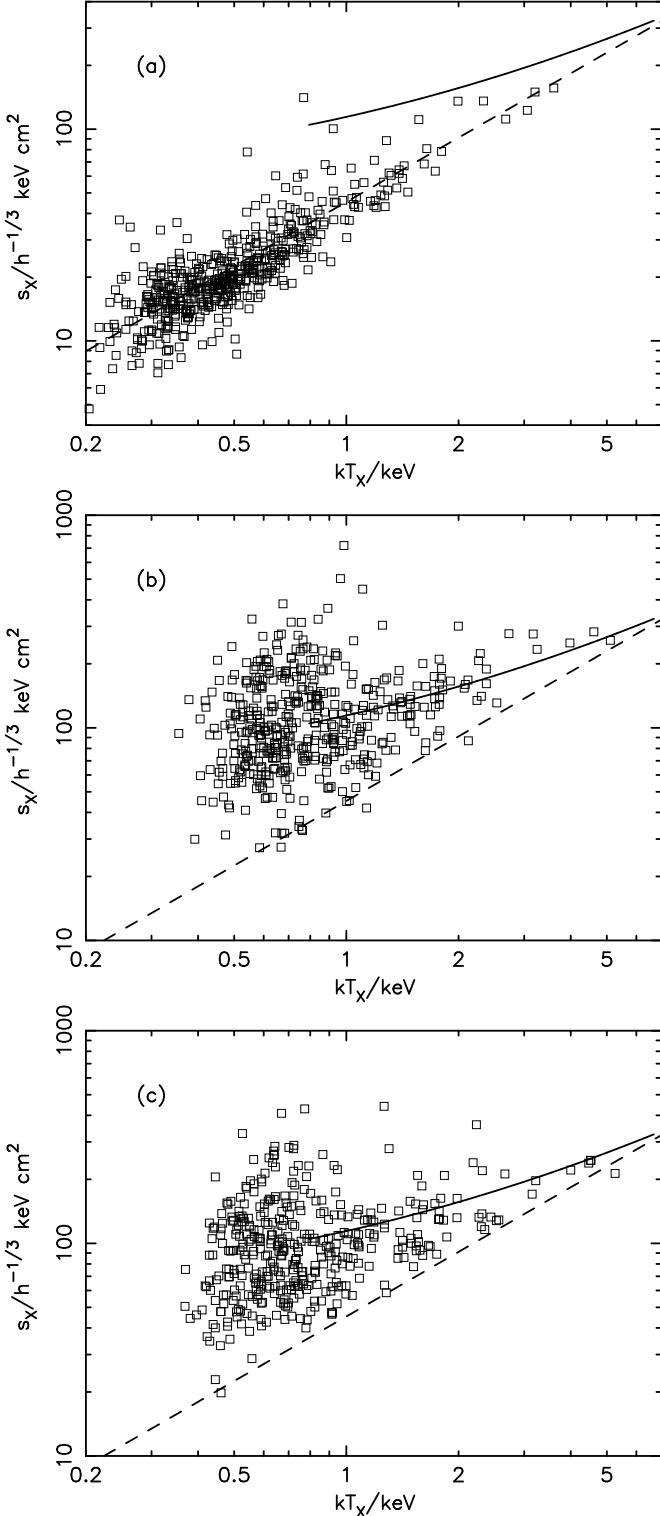 (a)
100
10
s_X/h^{-1/3} keV cm^2
0.2 0.5 1 2 5
kT_X/keV
(b)
1000
100
10
s_X/h^{-1/3} keV cm^2
0.2 0.5 1 2 5
kT_X/keV
(c)
1000
100
10
s_X/h^{-1/3} keV cm^2
0.2 0.5 1 2 5
kT_X/keV